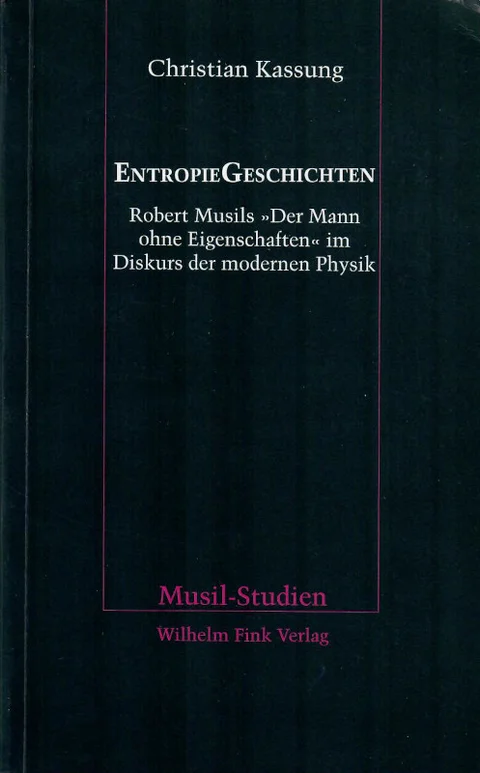 Christian Kassung
EntropieGeschichten
Robert Musils »Der Mann
ohne Eigenschaften« im
Diskurs der modernen Physik
Musil-Studien
Wilhelm Fink Verlag